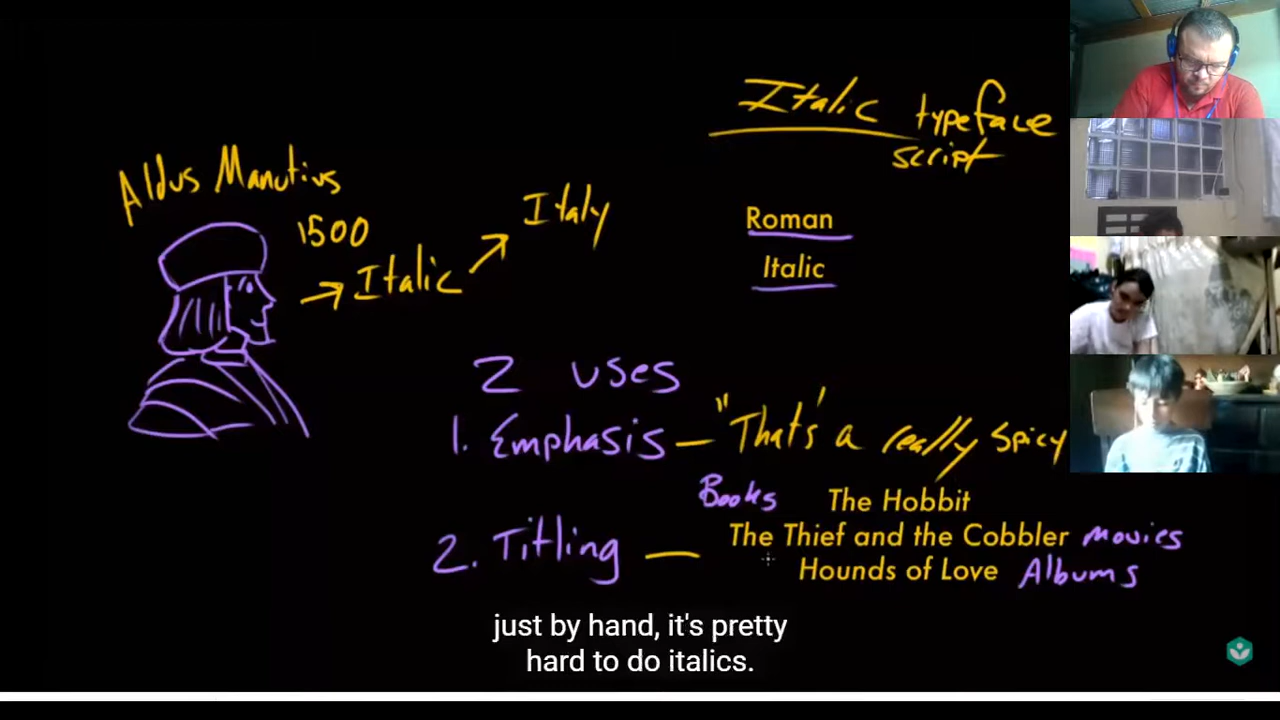 Italic typeface
script
Aldus Manutius
1500
Italic
Italy
Roman
Italic
2 uses
1. Emphasis – "That's a really spicy
Books The Hobbit
2. Titling – The Thief and the Cobbler Movies
Hounds of Love Albums
just by hand, it's pretty
hard to do italics.